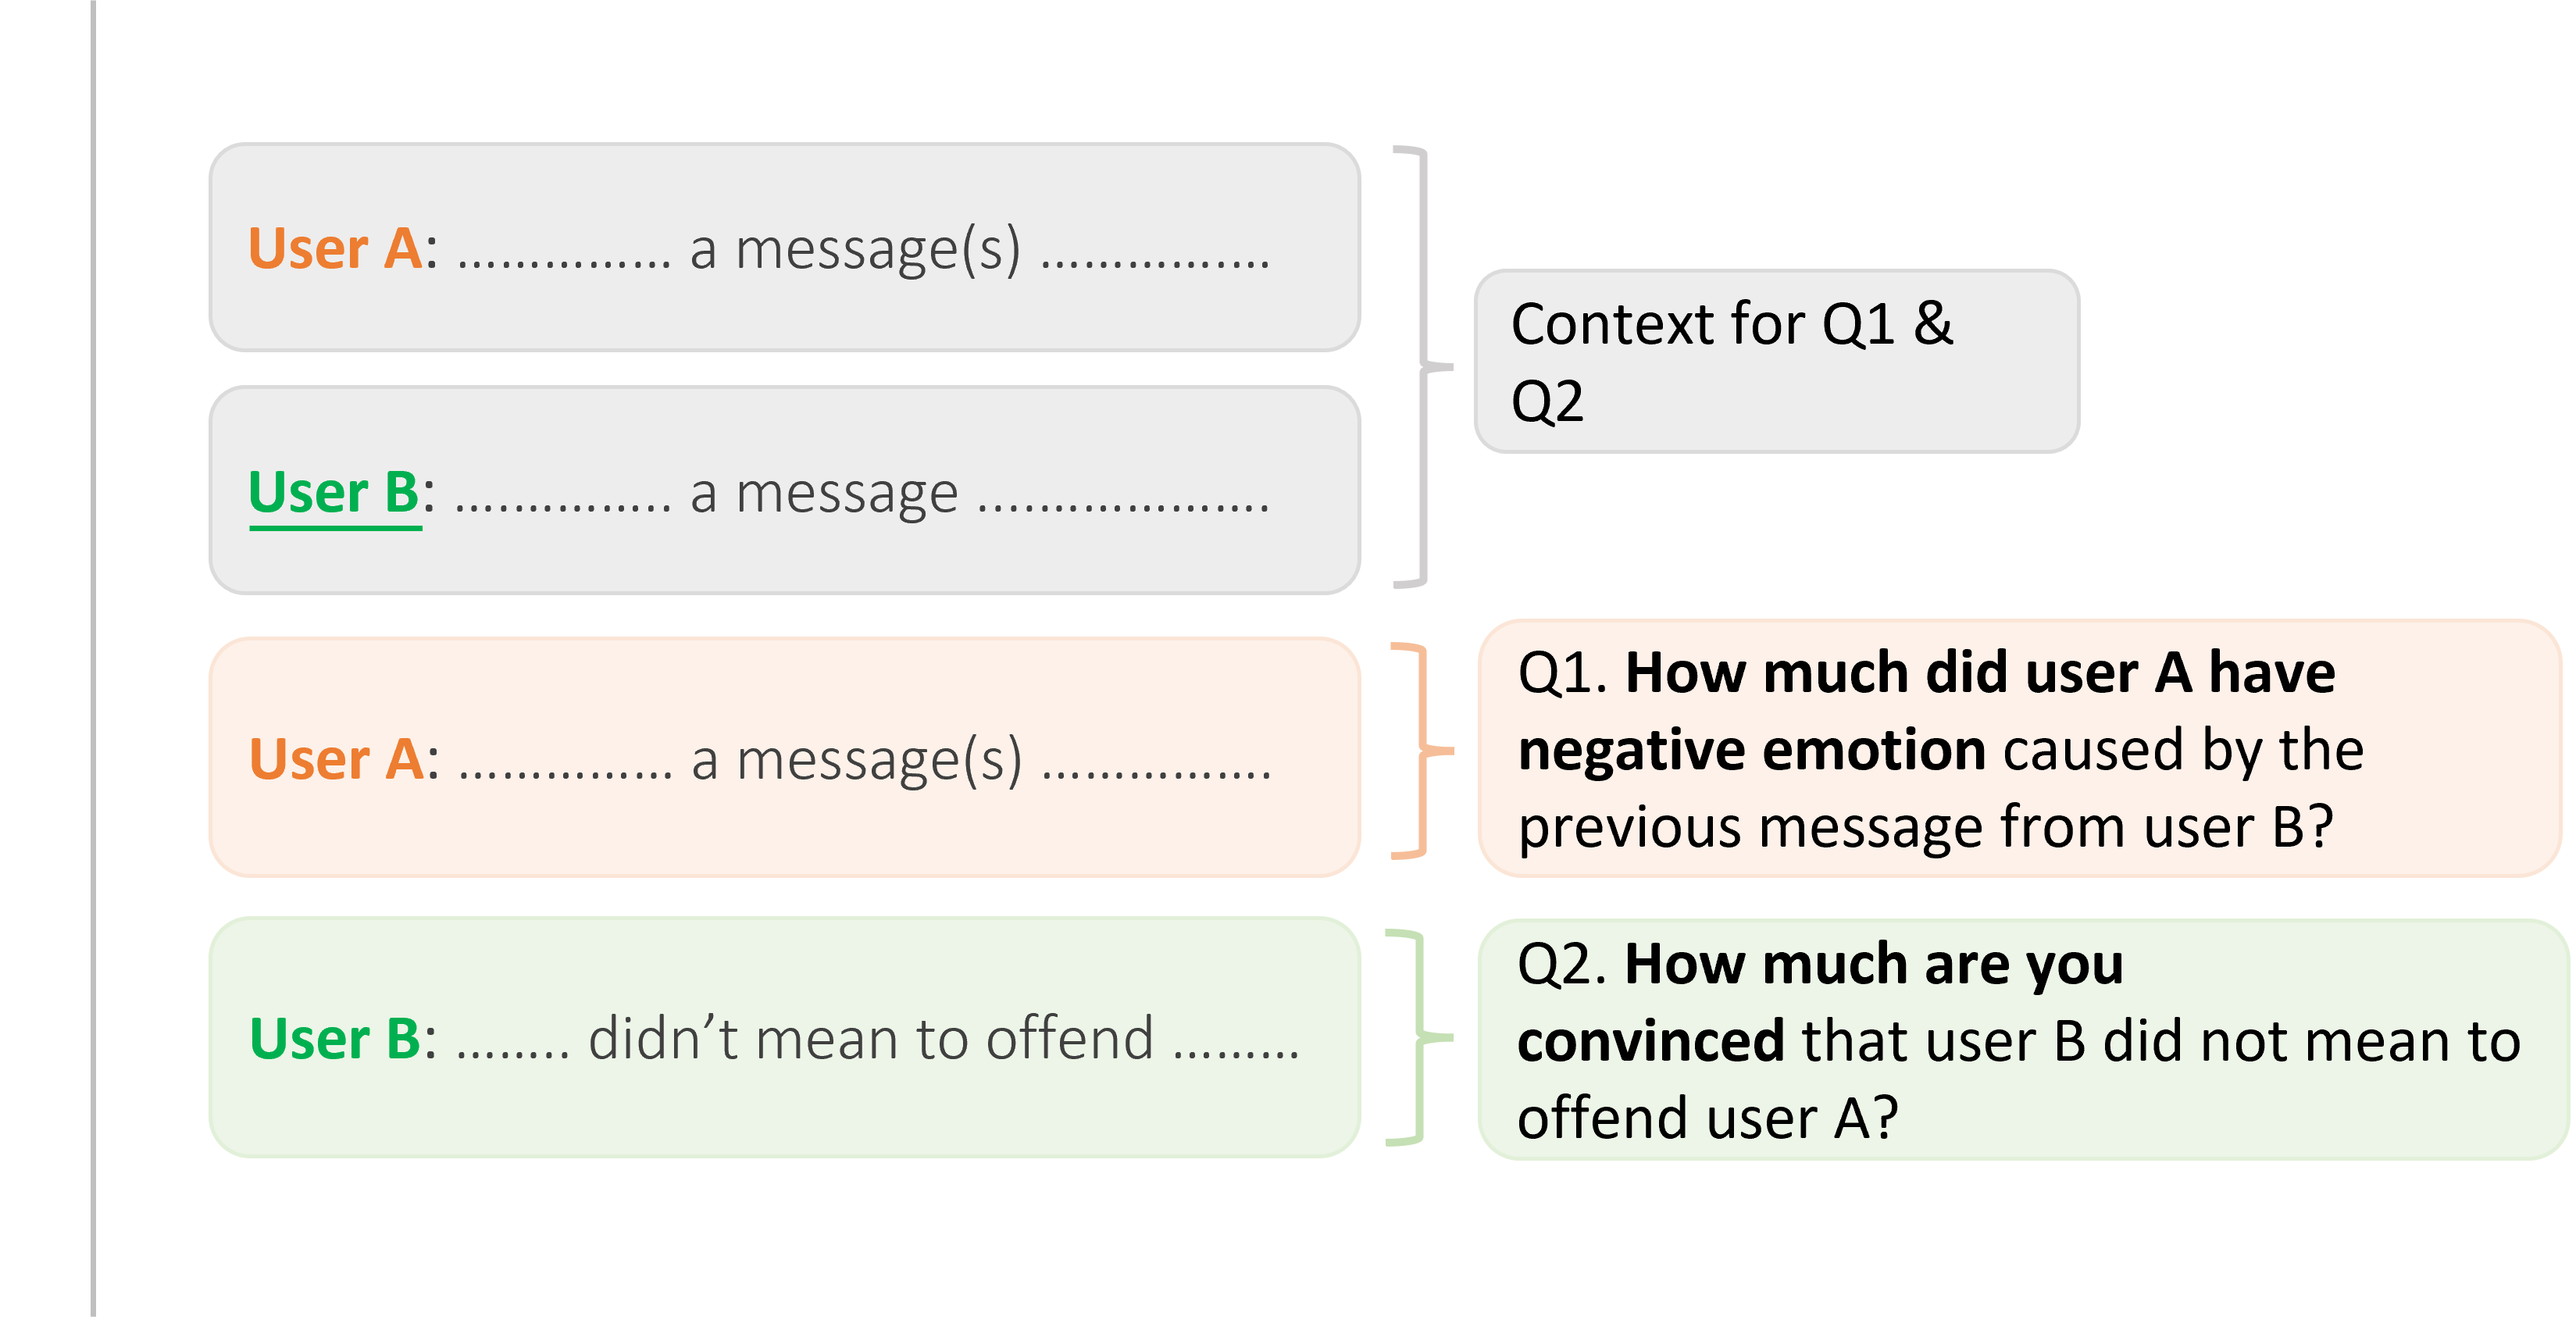 User A: …………… a message(s) …………….
Context for Q1 &
Q2
User B: …………… a message ………………….
User A: …………… a message(s) …………….
Q1. How much did user A have
negative emotion caused by the
previous message from user B?
User B: …….. didn’t mean to offend ………
Q2. How much are you
convinced that user B did not mean to
offend user A?